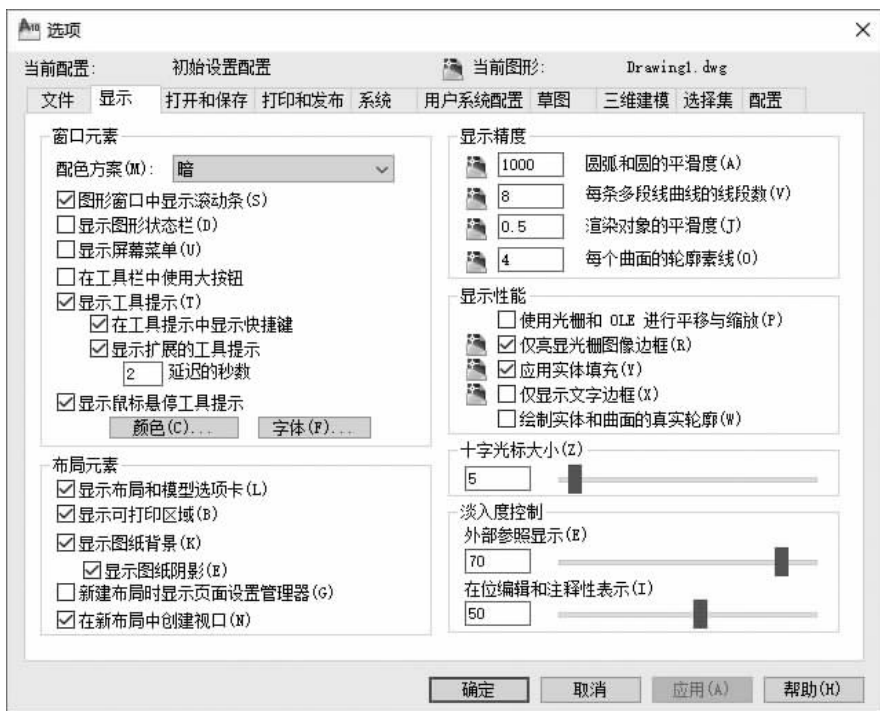 A10 选项
当前配置: 初始设置配置 当前图形: Drawing1.dwg
文件 显示 打开和保存 打印和发布 系统 用户系统配置 草图 三维建模 选择集 配置
窗口元素
配色方案(M): 暗
图形窗口中显示滚动条(S)
显示图形状态栏(D)
显示屏幕菜单(U)
在工具栏中使用大按钮
显示工具提示(T)
在工具提示中显示快捷键
显示扩展的工具提示
2 延迟的秒数
显示鼠标悬停工具提示
颜色(C)... 字体(F)...
布局元素
显示布局和模型选项卡(L)
显示可打印区域(B)
显示图纸背景(K)
显示图纸阴影(E)
新建布局时显示页面设置管理器(G)
在新布局中创建视口(N)
显示精度
1000 圆弧和圆的平滑度(A)
8 每条多段线曲线的线段数(V)
0.5 渲染对象的平滑度(J)
4 每个曲面的轮廓素线(O)
显示性能
使用光栅和 OLE 进行平移与缩放(P)
仅亮显光栅图像边框(R)
应用实体填充(Y)
仅显示文字边框(X)
绘制实体和曲面的真实轮廓(W)
十字光标大小(Z)
5
淡入度控制
外部参照显示(E)
70
在位编辑和注释性表示(I)
50
确定 取消 应用(A) 帮助(H)